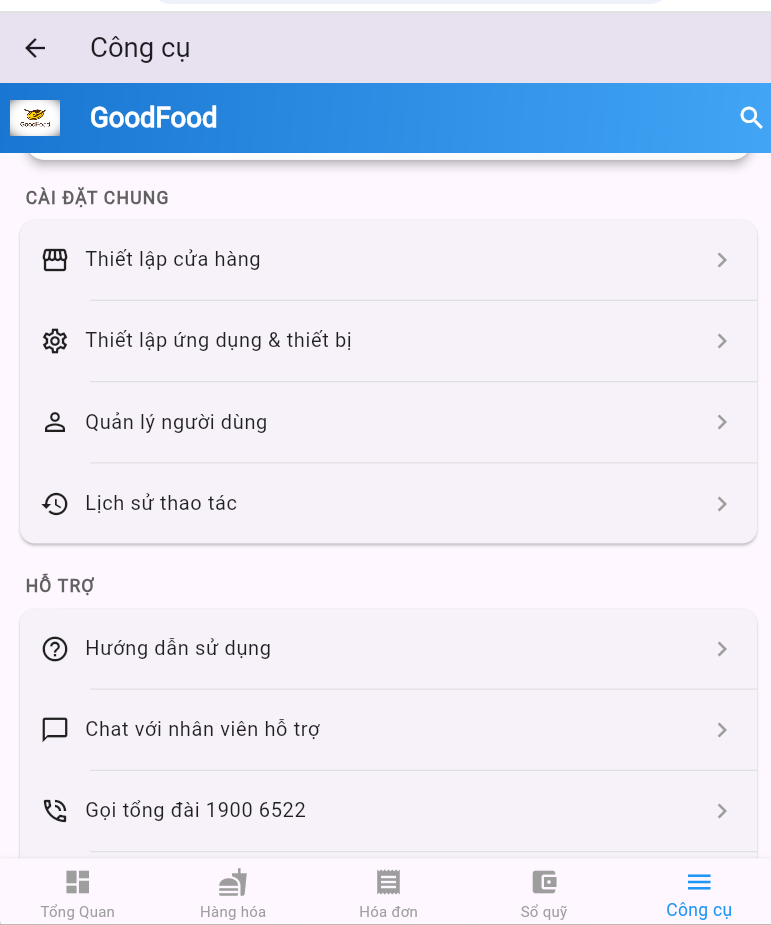 Công cụ
GoodFood
GoodFood
CÀI ĐẶT CHUNG
Thiết lập cửa hàng
Thiết lập ứng dụng & thiết bị
Quản lý người dùng
Lịch sử thao tác
HỖ TRỢ
Hướng dẫn sử dụng
Chat với nhân viên hỗ trợ
Gọi tổng đài 1900 6522
Tổng Quan
Hàng hóa
Hóa đơn
Sổ quỹ
Công cụ